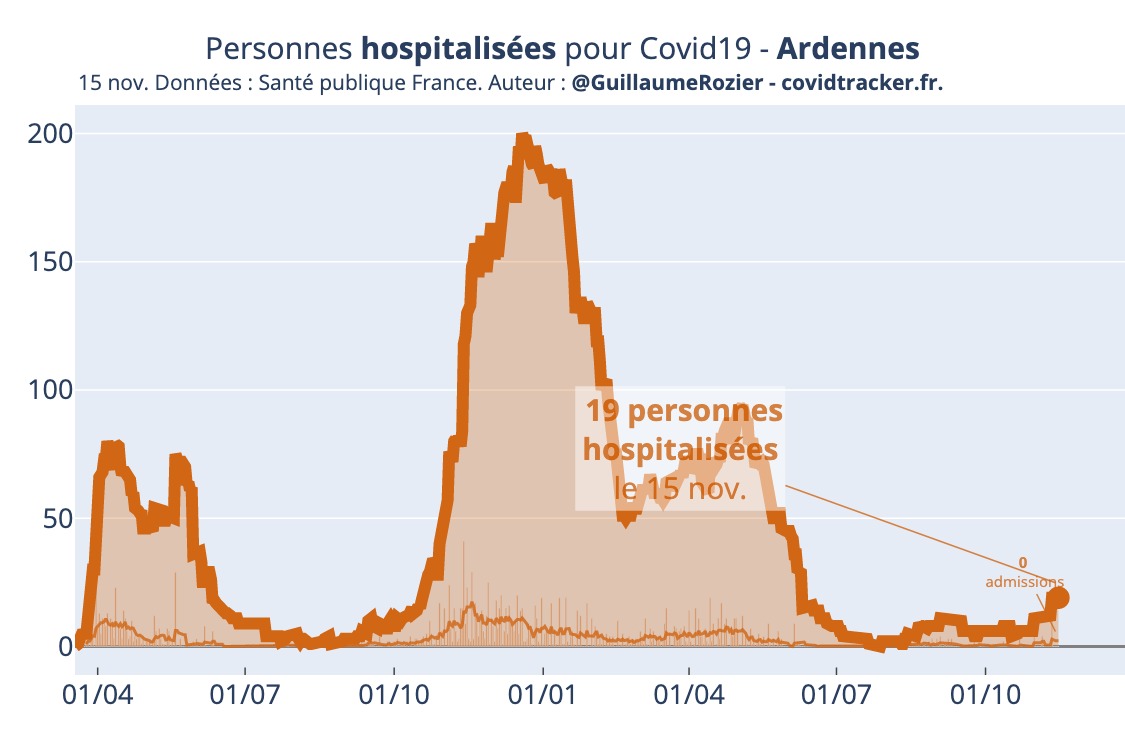 Personnes hospitalisées pour Covid19 - Ardennes
15 nov. Données : Santé publique France. Auteur : @GuillaumeRozier - covidtracker.fr.
200
150
100
50
0
19 personnes
hospitalisées
le 15 nov.
0
admissions
01/04 01/07 01/10 01/01 01/04 01/07 01/10